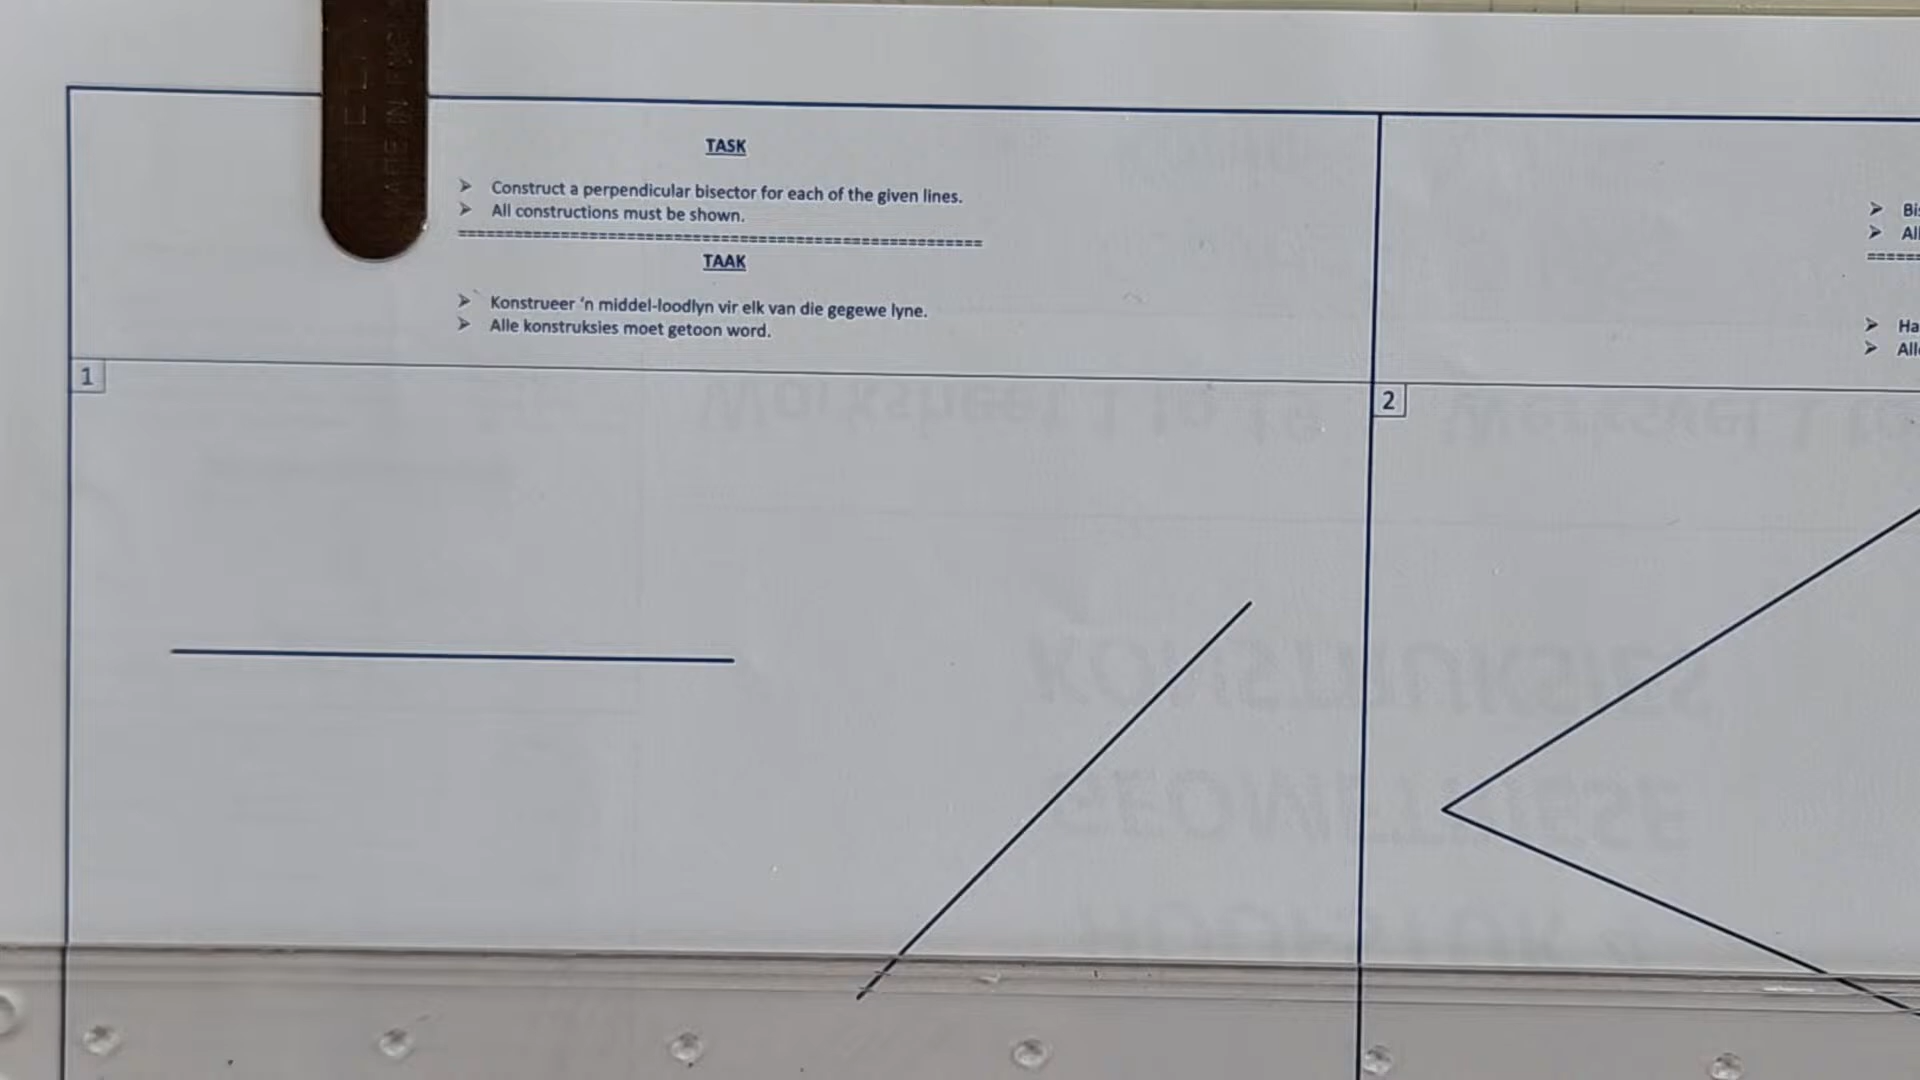 TASK
➢ Construct a perpendicular bisector for each of the given lines.
➢ All constructions must be shown.
========================================================
TAAK
➢ Konstrueer ’n middel-loodlyn vir elk van die gegewe lyne.
➢ Alle konstruksies moet getoon word.
1
2